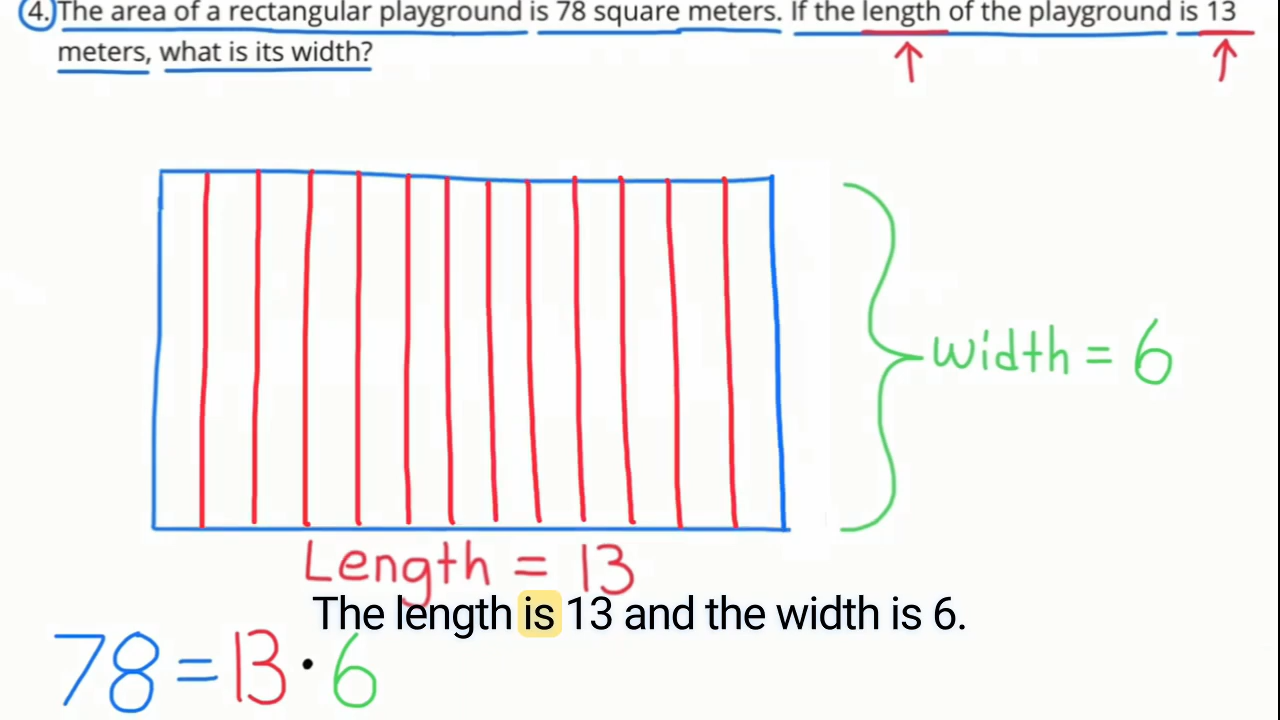 4. The area of a rectangular playground is 78 square meters. If the length of the playground is 13
meters, what is its width?
width = 6
Length = 13
The length is 13 and the width is 6.
78 = 13 · 6